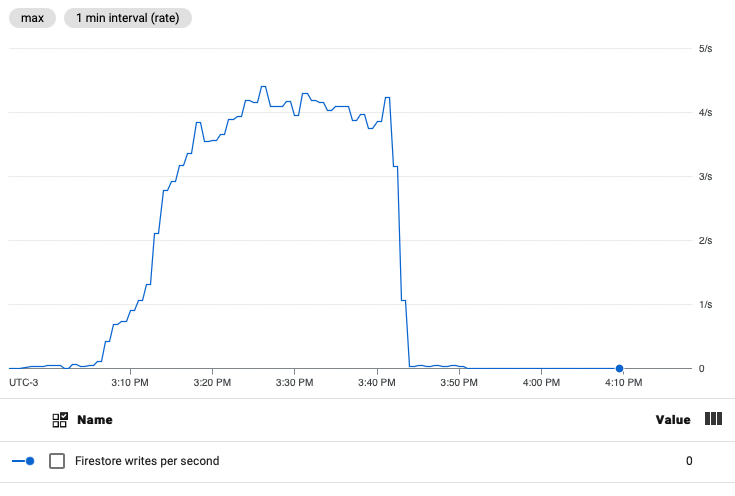 max 1 min interval (rate)
5/s
4/s
3/s
2/s
1/s
0
UTC-3 3:10 PM 3:20 PM 3:30 PM 3:40 PM 3:50 PM 4:00 PM 4:10 PM
Name Value
Firestore writes per second 0